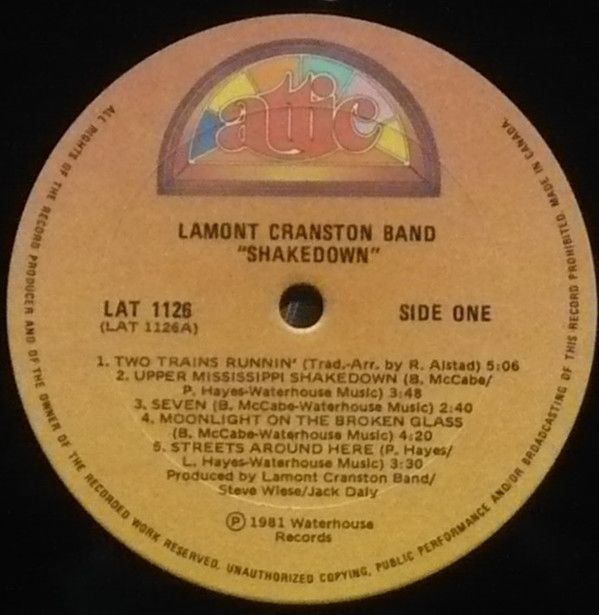 attic
LAMONT CRANSTON BAND
"SHAKEDOWN"
LAT 1126
(LAT 1126A)
SIDE ONE
1. TWO TRAINS RUNNIN' (Trad.-Arr. by R. Alstad) 5:06
2. UPPER MISSISSIPPI SHAKEDOWN (B. McCabe/
P. Hayes-Waterhouse Music) 3:48
3. SEVEN (B. McCabe-Waterhouse Music) 2:40
4. MOONLIGHT ON THE BROKEN GLASS
(B. McCabe-Waterhouse Music) 4:20
5. STREETS AROUND HERE (P. Hayes/
L. Hayes-Waterhouse Music) 3:30
Produced by Lamont Cranston Band/
Steve Wiese/Jack Daly
Ⓟ 1981 Waterhouse
Records
ALL RIGHTS OF THE RECORD PRODUCER AND OF THE OWNER OF THE RECORDED WORK RESERVED. UNAUTHORIZED COPYING, PUBLIC PERFORMANCE AND/OR BROADCASTING OF THIS RECORD PROHIBITED. MADE IN CANADA.